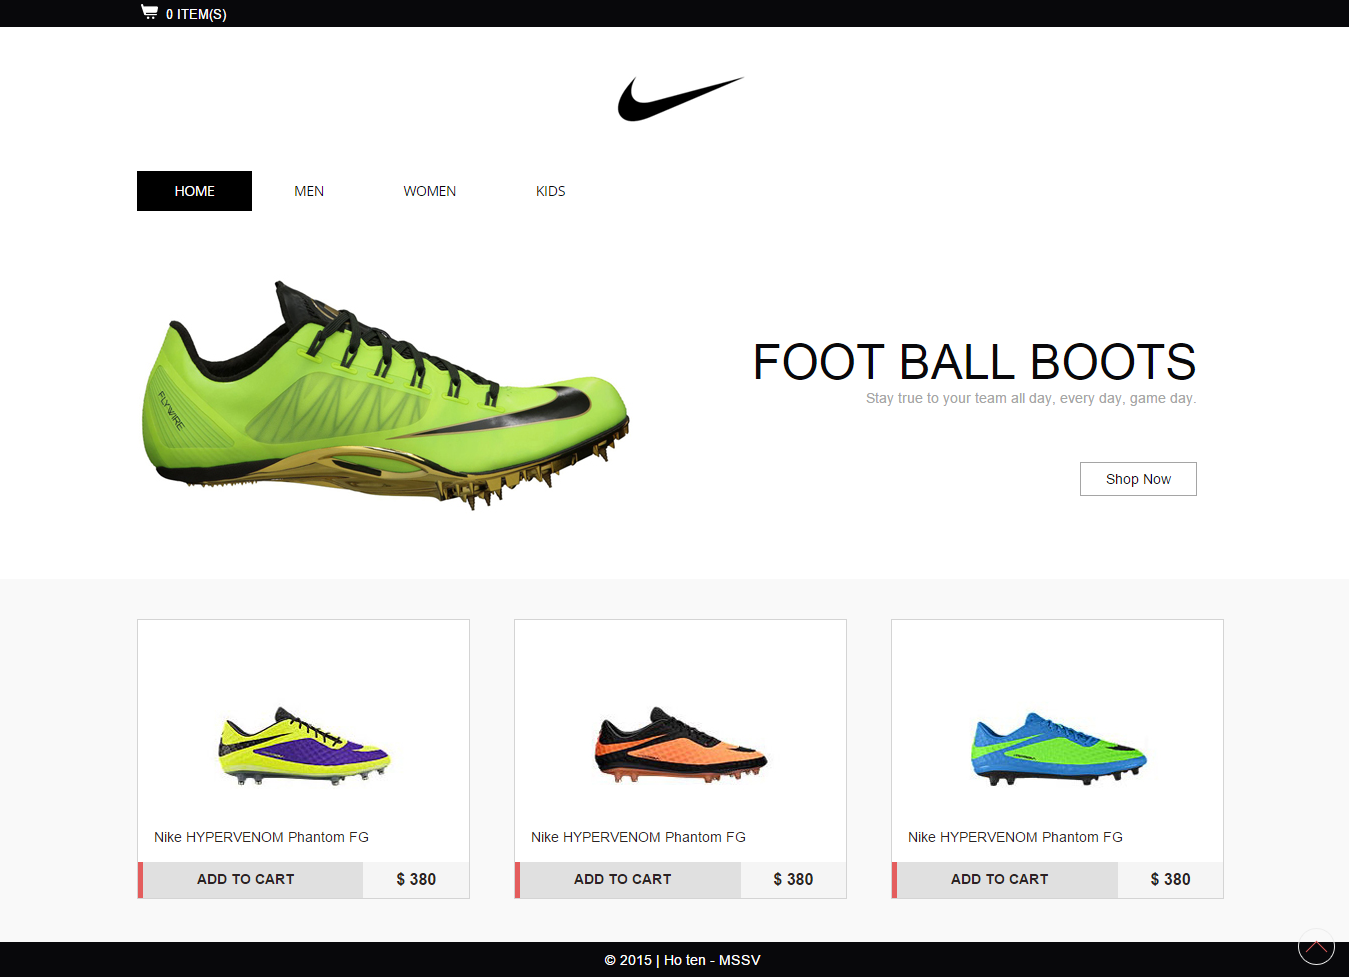 0 ITEM(S)
HOME
MEN
WOMEN
KIDS
FLYWIRE
FOOT BALL BOOTS
Stay true to your team all day, every day, game day.
Shop Now
Nike HYPERVENOM Phantom FG
ADD TO CART
$ 380
Nike HYPERVENOM Phantom FG
ADD TO CART
$ 380
Nike HYPERVENOM Phantom FG
ADD TO CART
$ 380
© 2015 | Ho ten - MSSV